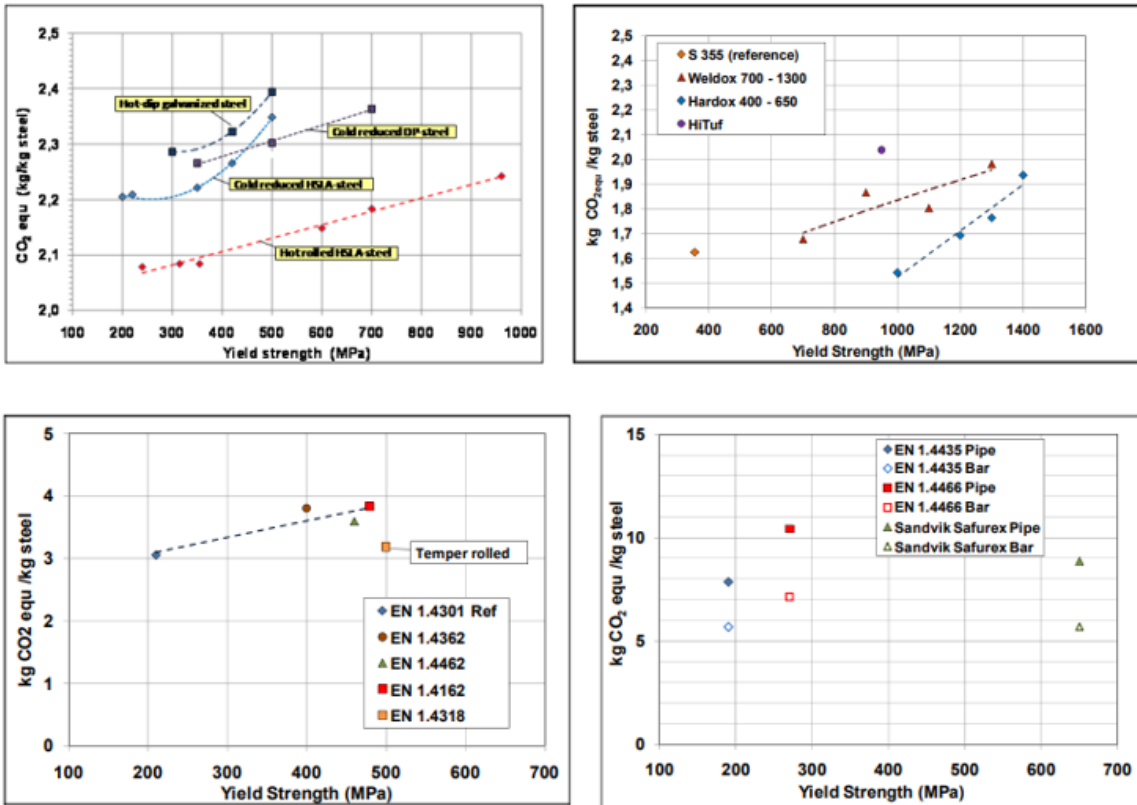 2,5
2,4
2,3
2,2
2,1
2,0
CO₂ equ (kg/kg steel)
Hot-dip galvanized steel
Cold reduced DP-steel
Cold reduced HSLA-steel
Hot rolled HSLA-steel
100 200 300 400 500 600 700 800 900 1000
Yield strength (MPa)
2,5
2,4
2,3
2,2
2,1
2,0
1,9
1,8
1,7
1,6
1,5
1,4
kg CO₂equ /kg steel
S 355 (reference)
Weldox 700 - 1300
Hardox 400 - 650
HiTuf
200 400 600 800 1000 1200 1400 1600
Yield Strength (MPa)
5
4
3
2
1
0
kg CO2 equ /kg steel
Temper rolled
EN 1.4301 Ref
EN 1.4362
EN 1.4462
EN 1.4162
EN 1.4318
100 200 300 400 500 600 700
Yield Strength (MPa)
15
10
5
0
kg CO₂ equ /kg steel
EN 1.4435 Pipe
EN 1.4435 Bar
EN 1.4466 Pipe
EN 1.4466 Bar
Sandvik Safurex Pipe
Sandvik Safurex Bar
100 200 300 400 500 600 700
Yield Strength (MPa)